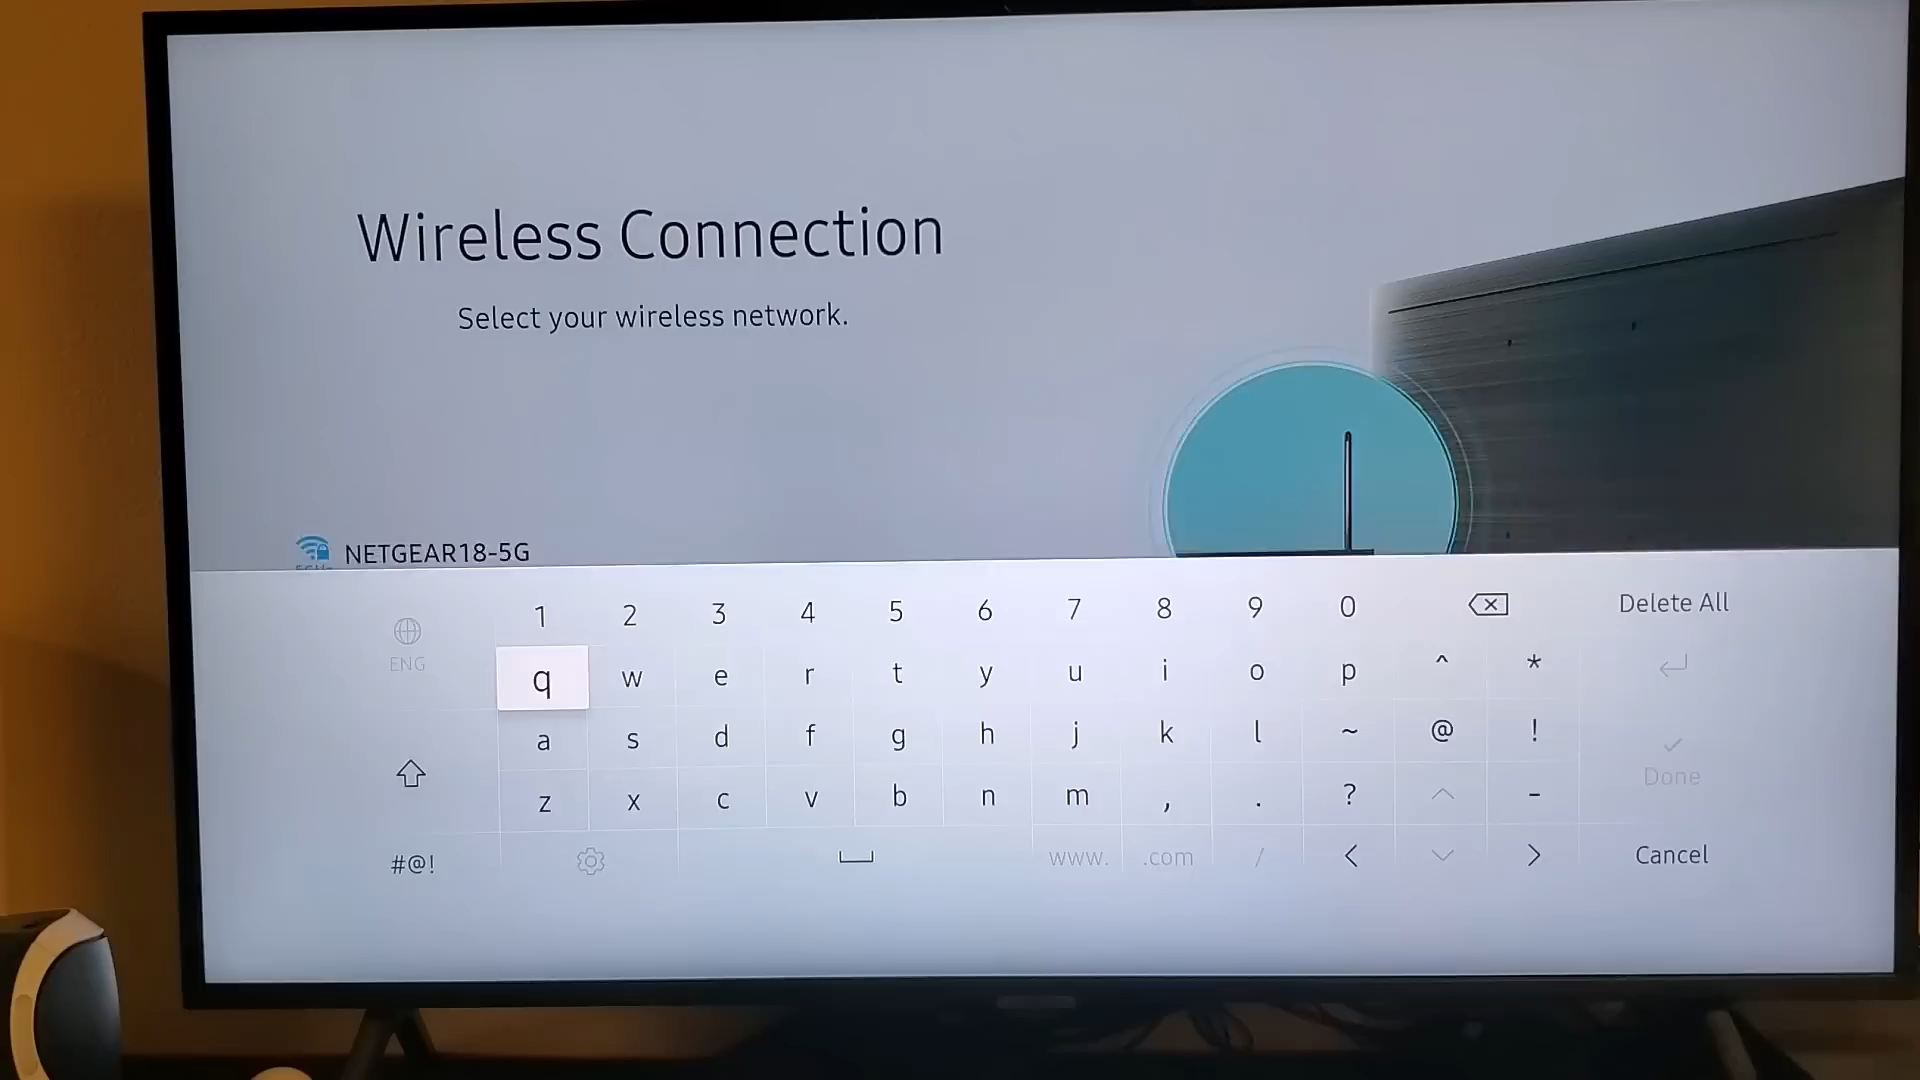 Wireless Connection
Select your wireless network.
NETGEAR18-5G
1 2 3 4 5 6 7 8 9 0 Delete All
ENG
q w e r t y u i o p ^ *
a s d f g h j k l ~ @ !
Done
z x c v b n m , . ? -
#@! www. .com / < > Cancel